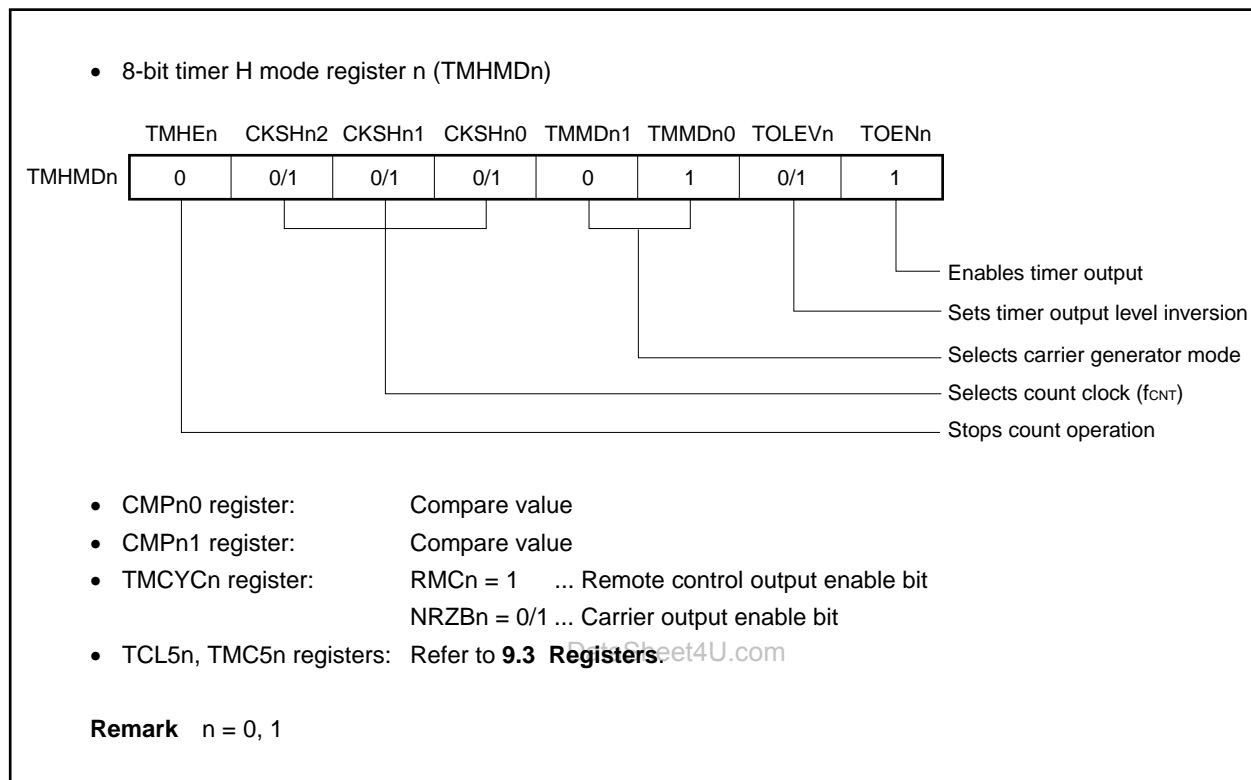 • 8-bit timer H mode register n (TMHMDn)
TMHEn CKSHn2 CKSHn1 CKSHn0 TMMDn1 TMMDn0 TOLEVn TOENn
TMHMDn 0 0/1 0/1 0/1 0 1 0/1 1
Enables timer output
Sets timer output level inversion
Selects carrier generator mode
Selects count clock (fCNT)
Stops count operation
• CMPn0 register: Compare value
• CMPn1 register: Compare value
• TMCYCn register: RMCn = 1 ... Remote control output enable bit
NRZBn = 0/1 ... Carrier output enable bit
• TCL5n, TMC5n registers: Refer to 9.3 Registers.
DataSheet4U.com
Remark n = 0, 1